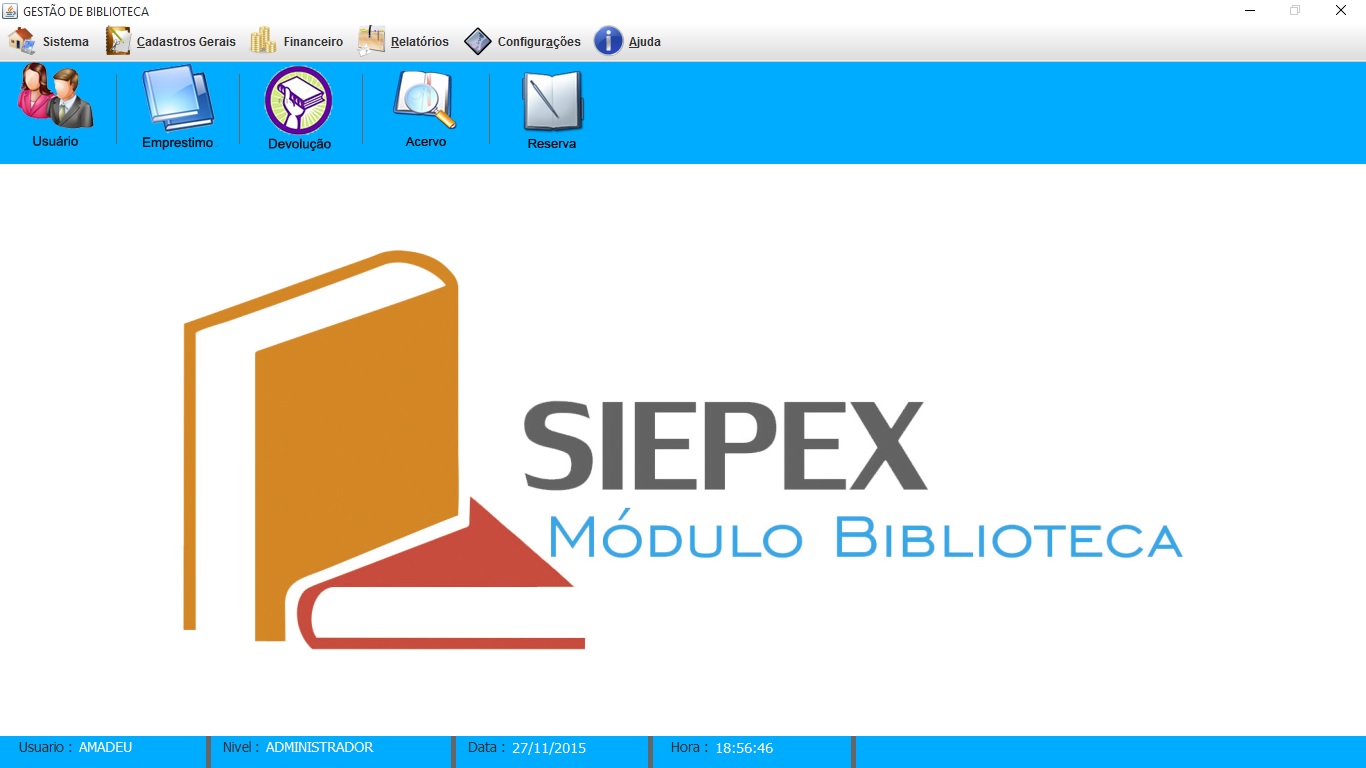 GESTÃO DE BIBLIOTECA
Sistema Cadastros Gerais Financeiro Relatórios Configurações Ajuda
Usuário Emprestimo Devolução Acervo Reserva
SIEPEX
MÓDULO BIBLIOTECA
Usuario : AMADEU Nivel : ADMINISTRADOR Data : 27/11/2015 Hora : 18:56:46